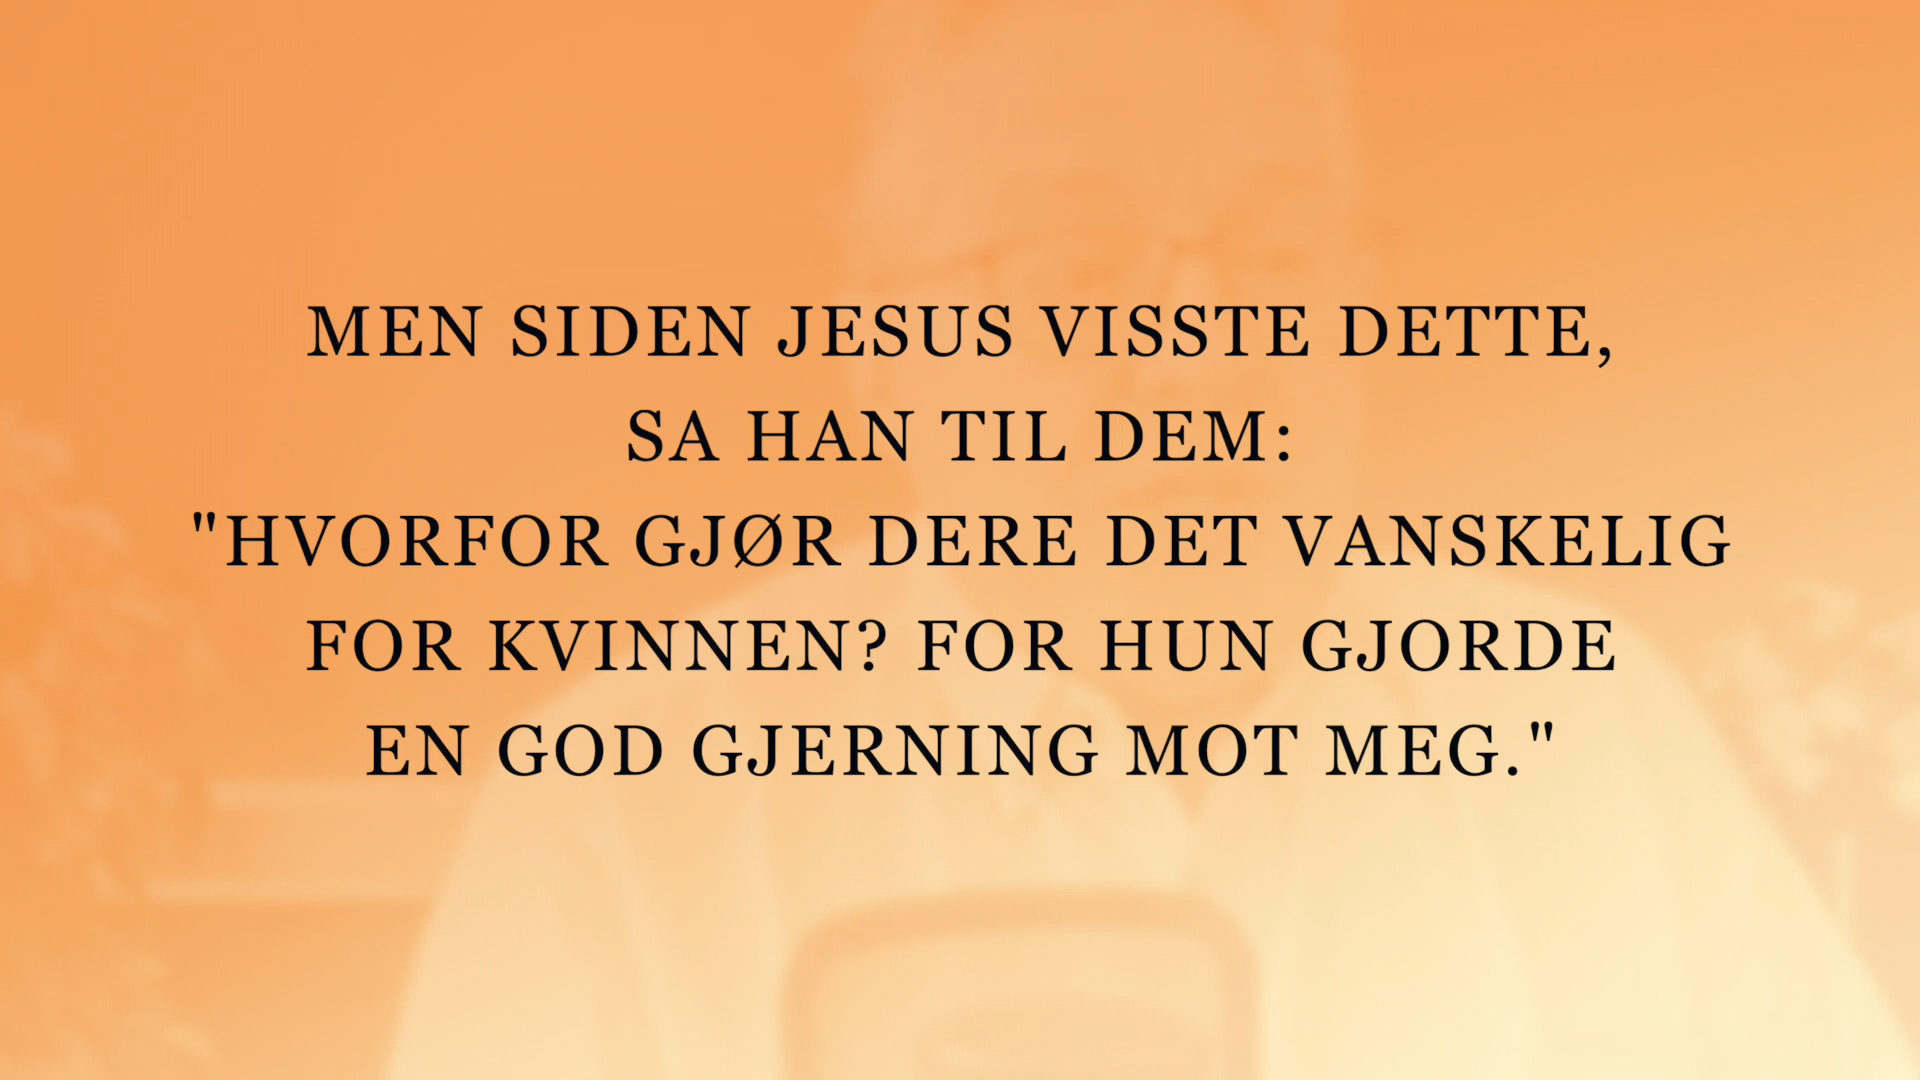 MEN SIDEN JESUS VISSTE DETTE,
SA HAN TIL DEM:
"HVORFOR GJØR DERE DET VANSKELIG
FOR KVINNEN? FOR HUN GJORDE
EN GOD GJERNING MOT MEG."